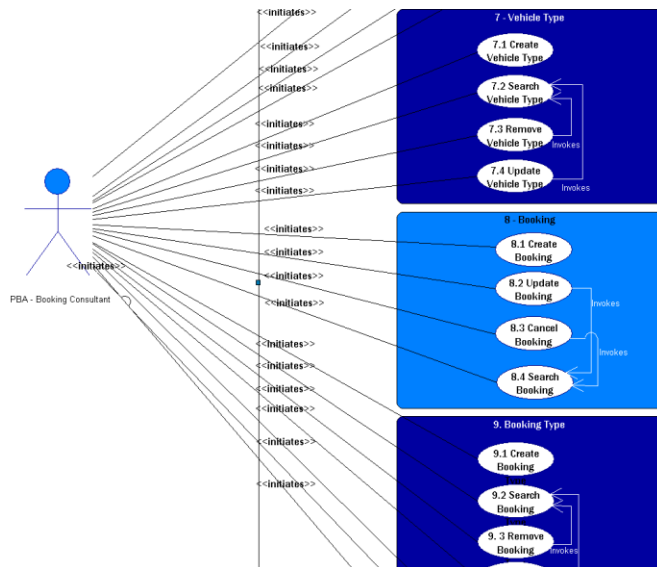 <<initiates>>
<<initiates>>
<<initiates>>
<<initiates>>
<<initiates>>
<<initiates>>
<<initiates>>
<<initiates>>
7 - Vehicle Type
7.1 Create
Vehicle Type
7.2 Search
Vehicle Type
7.3 Remove
Vehicle Type
Invokes
7.4 Update
Vehicle Type
Invokes
<<initiates>>
PBA - Booking Consultant
<<initiates>>
<<initiates>>
<<initiates>>
<<initiates>>
8 - Booking
8.1 Create
Booking
8.2 Update
Booking
Invokes
8.3 Cancel
Booking
Invokes
8.4 Search
Booking
<<initiates>>
<<initiates>>
<<initiates>>
<<initiates>>
<<initiates>>
<<initiates>>
9. Booking Type
9.1 Create
Booking
9.2 Search
Booking
9. 3 Remove
Booking
Invokes